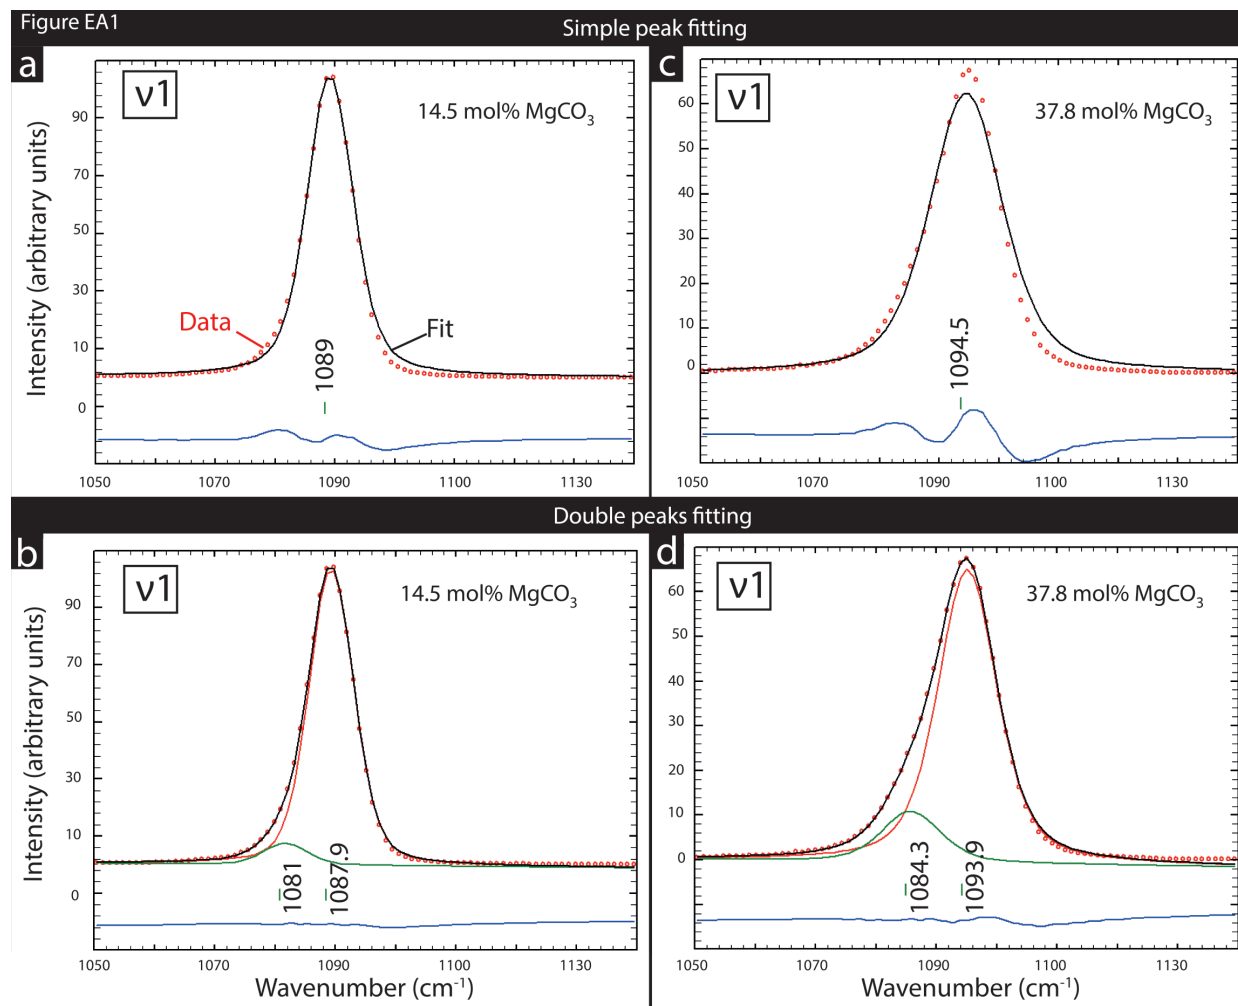 Figure EA1
Simple peak fitting
a
ν1
14.5 mol% MgCO3
Intensity (arbitrary units)
90
70
50
30
10
0
Data
Fit
1089
1050 1070 1090 1100 1130
c
ν1
37.8 mol% MgCO3
60
50
40
30
20
10
0
1094.5
1050 1070 1090 1100 1130
Double peaks fitting
b
ν1
14.5 mol% MgCO3
Intensity (arbitrary units)
90
70
50
30
10
0
1081
1087.9
1050 1070 1090 1100 1130
Wavenumber (cm-1)
d
ν1
37.8 mol% MgCO3
60
50
40
30
20
10
0
1084.3
1093.9
1050 1070 1090 1100 1130
Wavenumber (cm-1)